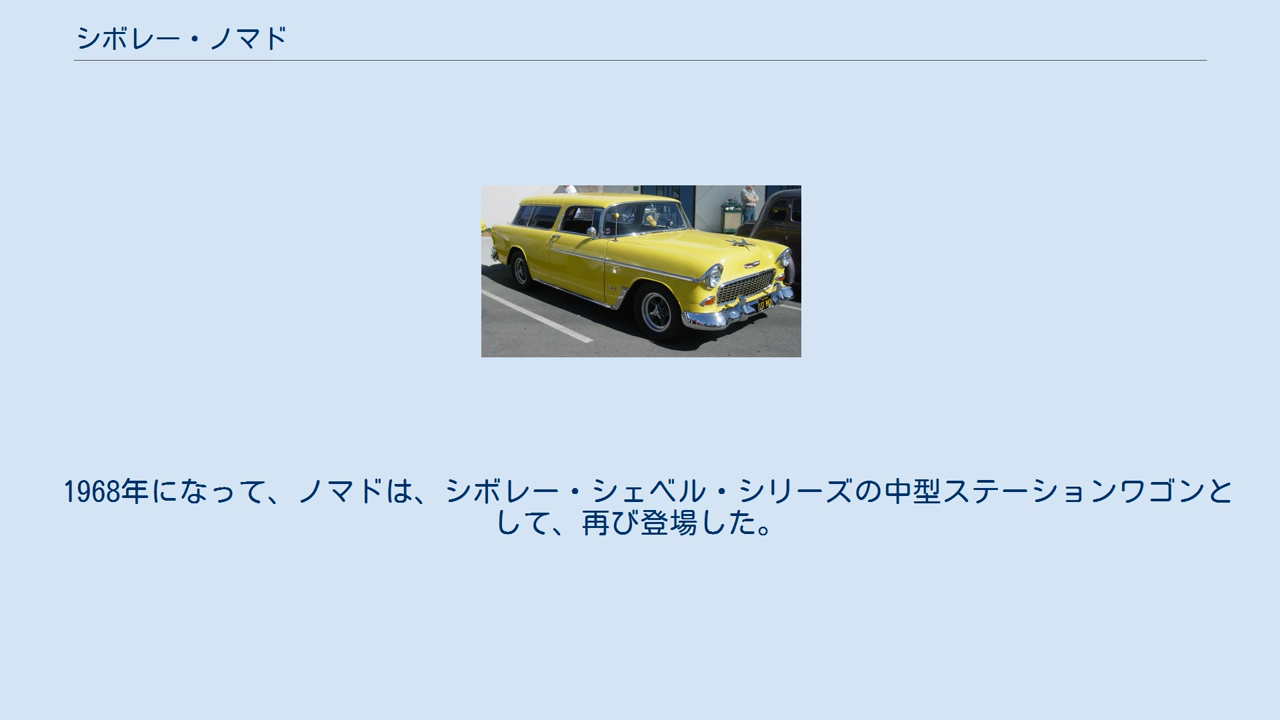 シボレー・ノマド
1968年になって、ノマドは、シボレー・シェベル・シリーズの中型ステーションワゴンと
して、再び登場した。